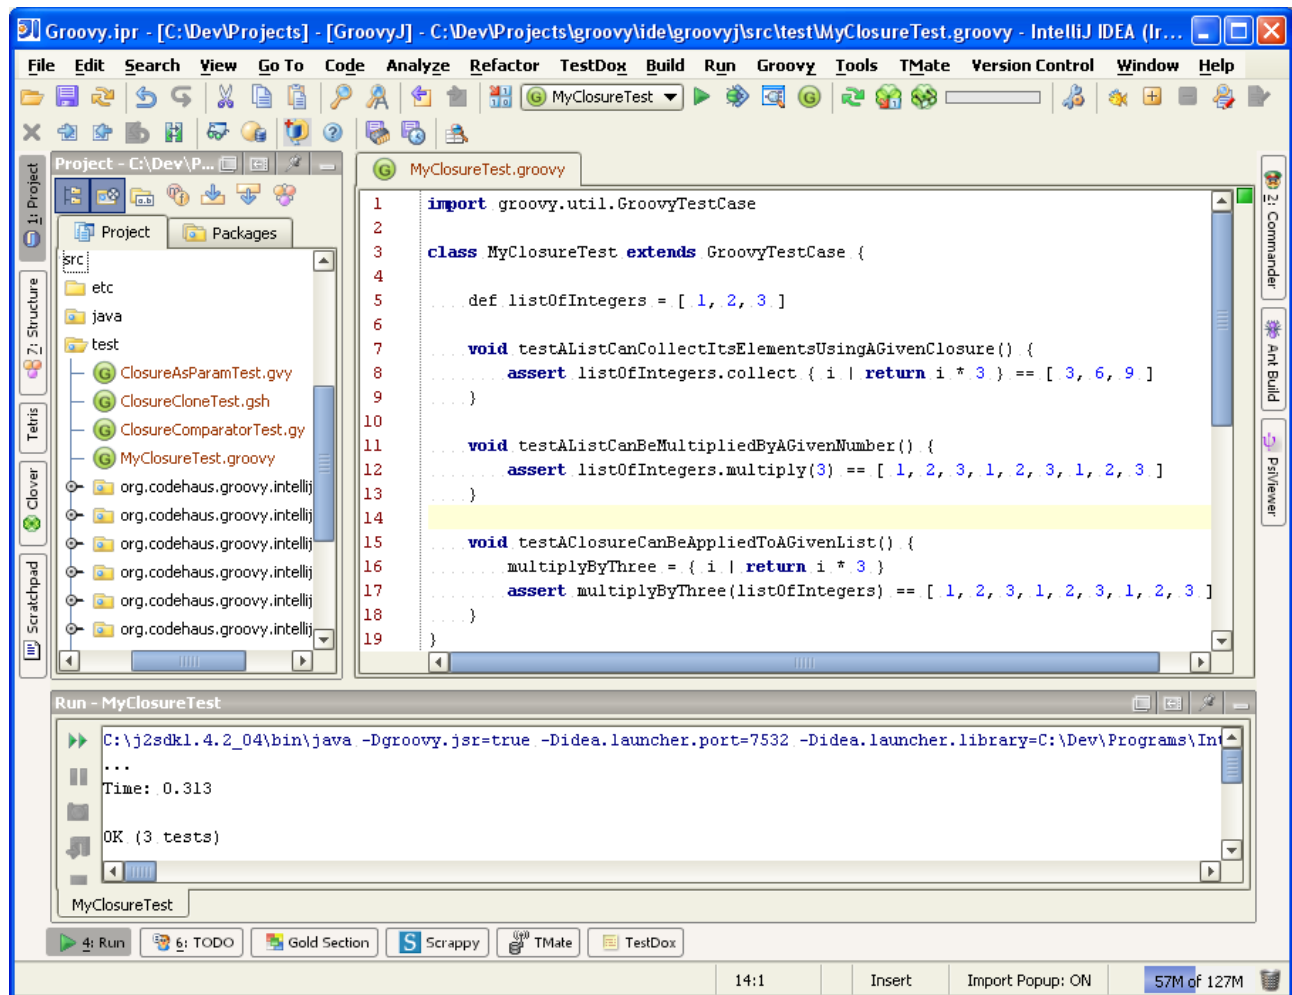 Groovy.ipr - [C:\Dev\Projects] - [GroovyJ] - C:\Dev\Projects\groovy\ide\groovyj\src\test\MyClosureTest.groovy - IntelliJ IDEA (Ir...
File Edit Search View Go To Code Analyze Refactor TestDox Build Run Groovy Tools TMate Version Control Window Help
MyClosureTest
1: Project
7: Structure
Tetris
Clover
Scratchpad
Project - C:\Dev\P...
Project Packages
src
etc
java
test
ClosureAsParamTest.gvy
ClosureCloneTest.gsh
ClosureComparatorTest.gy
MyClosureTest.groovy
org.codehaus.groovy.intellij
org.codehaus.groovy.intellij
org.codehaus.groovy.intellij
org.codehaus.groovy.intellij
org.codehaus.groovy.intellij
org.codehaus.groovy.intellij
MyClosureTest.groovy
1 import groovy.util.GroovyTestCase
2
3 class MyClosureTest extends GroovyTestCase {
4
5 def listOfIntegers = [ 1, 2, 3 ]
6
7 void testAListCanCollectItsElementsUsingAGivenClosure() {
8 assert listOfIntegers.collect { i | return i * 3 } == [ 3, 6, 9 ]
9 }
10
11 void testAListCanBeMultipliedByAGivenNumber() {
12 assert listOfIntegers.multiply(3) == [ 1, 2, 3, 1, 2, 3, 1, 2, 3 ]
13 }
14
15 void testAClosureCanBeAppliedToAGivenList() {
16 multiplyByThree = { i | return i * 3 }
17 assert multiplyByThree(listOfIntegers) == [ 1, 2, 3, 1, 2, 3, 1, 2, 3 ]
18 }
19 }
2: Commander
Ant Build
PsiViewer
Run - MyClosureTest
C:\j2sdk1.4.2_04\bin\java -Dgroovy.jsr=true -Didea.launcher.port=7532 -Didea.launcher.library=C:\Dev\Programs\Int
...
Time: 0.313
OK (3 tests)
MyClosureTest
4: Run 6: TODO Gold Section Scrappy TMate TestDox
14:1 Insert Import Popup: ON 57M of 127M